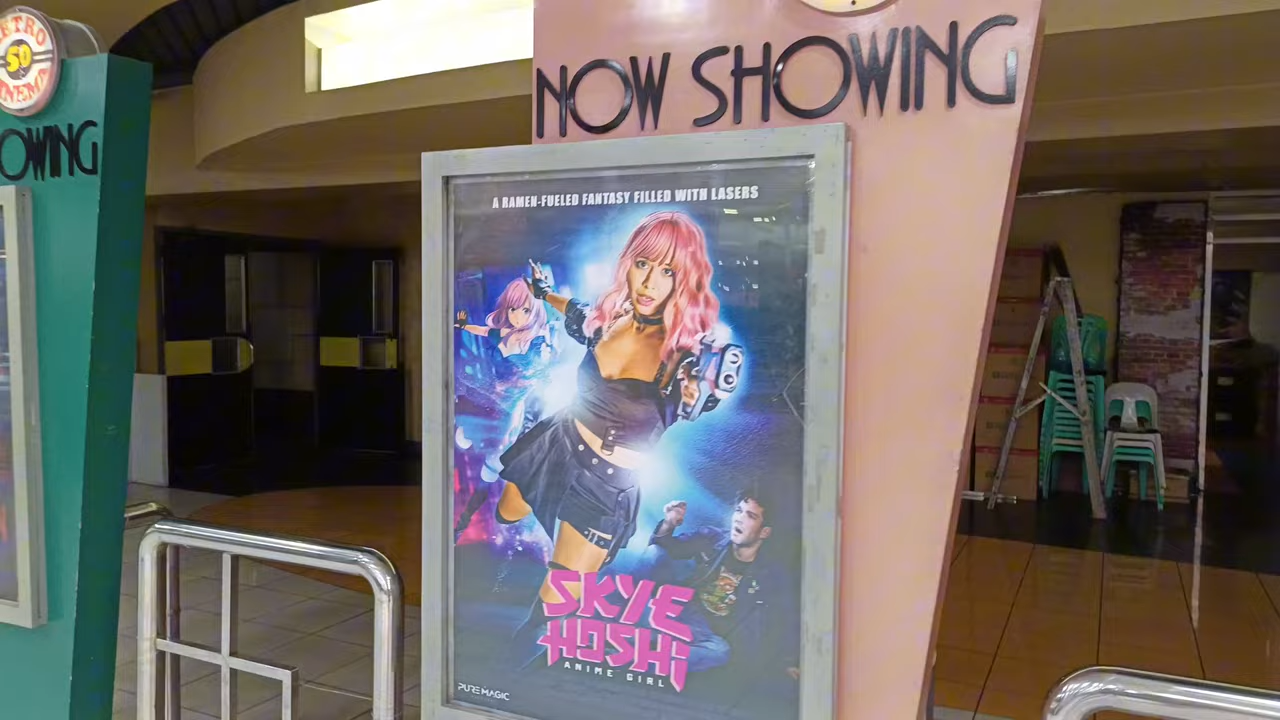 RETRO
50
CINEMA
OWING
NOW SHOWING
A RAMEN-FUELED FANTASY FILLED WITH LASERS
SKYE
HOSHI
ANIME GIRL
PURE MAGIC